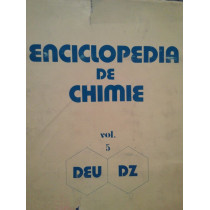 ENCICLOPEDIA
DE
CHIMIE
vol.
5
DEU DZ